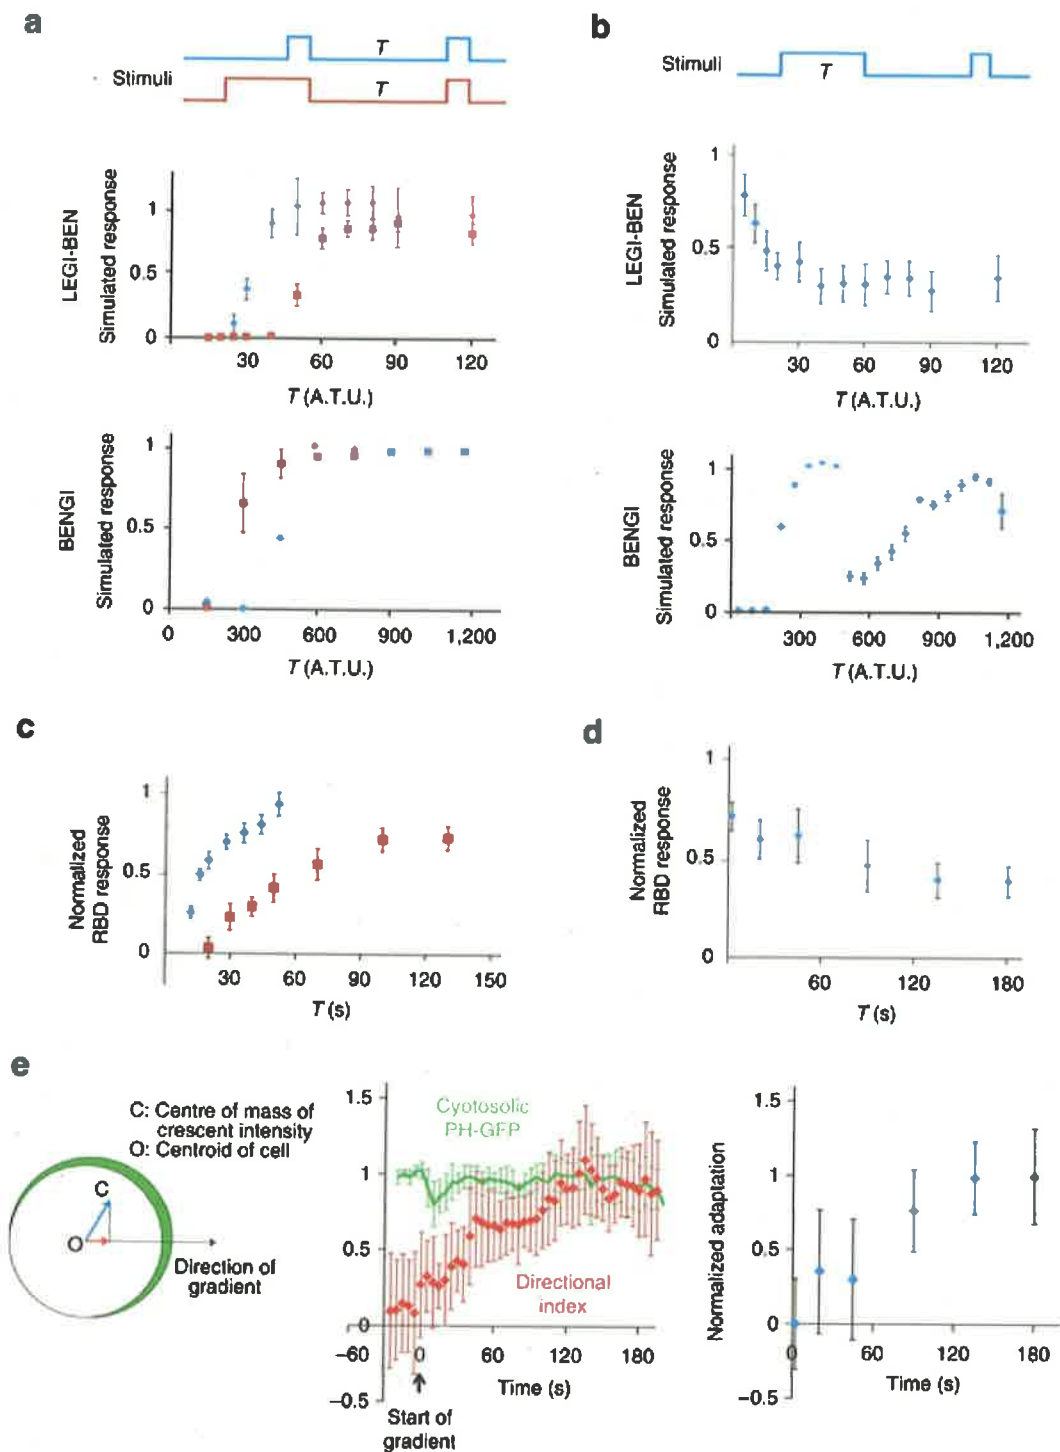 a
Stimuli
T
T
LEGI-BEN
Simulated response
1
0.5
0
30
60
90
120
T (A.T.U.)
BENGI
Simulated response
1
0.5
0
0
300
600
900
1,200
T (A.T.U.)
b
Stimuli
T
LEGI-BEN
Simulated response
1
0.5
0
30
60
90
120
T (A.T.U.)
BENGI
Simulated response
1
0.5
0
300
600
900
1,200
T (A.T.U.)
c
Normalized
RBD response
1
0.5
0
30
60
90
120
150
T (s)
d
Normalized
RBD response
1
0.5
0
60
120
180
T (s)
e
C: Centre of mass of
crescent intensity
O: Centroid of cell
C
O
Direction of
gradient
1.5
1
0.5
0
−0.5
Cyotosolic
PH-GFP
Directional
index
−60
0
60
120
180
Time (s)
Start of
gradient
Normalized adaptation
1.5
1
0.5
0
−0.5
0
60
120
180
Time (s)